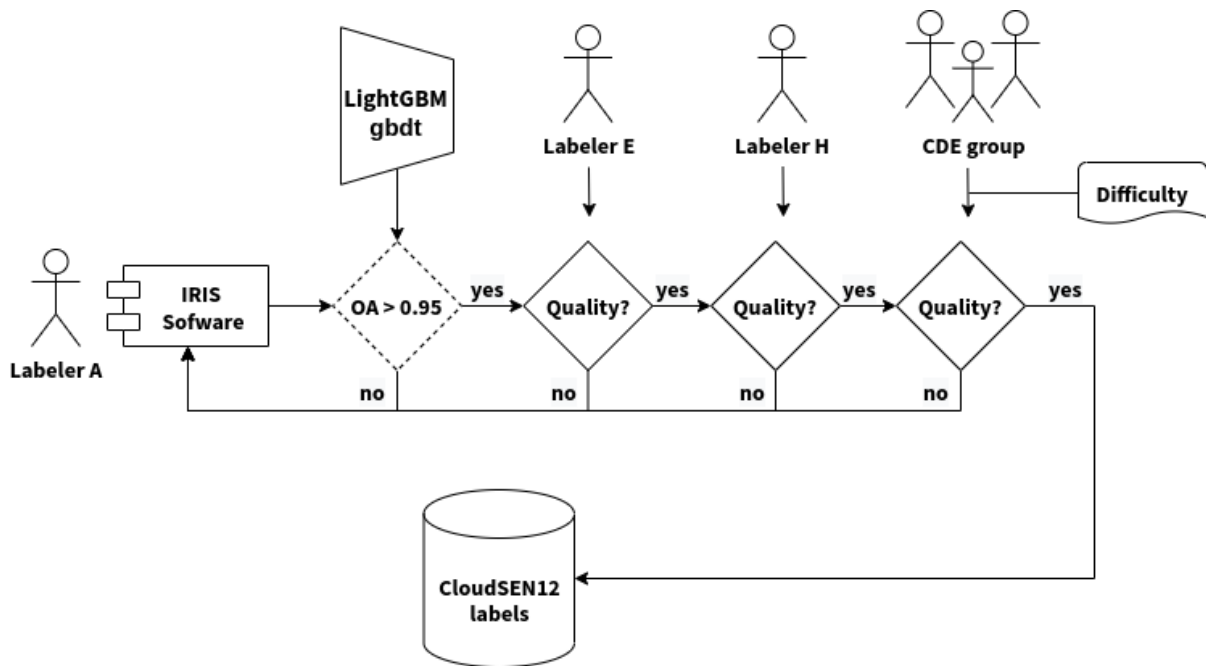 LightGBM
gbdt
Labeler E
Labeler H
CDE group
Difficulty
Labeler A
IRIS
Sofware
OA > 0.95
yes
Quality?
yes
Quality?
yes
Quality?
yes
no
no
no
no
CloudSEN12
labels